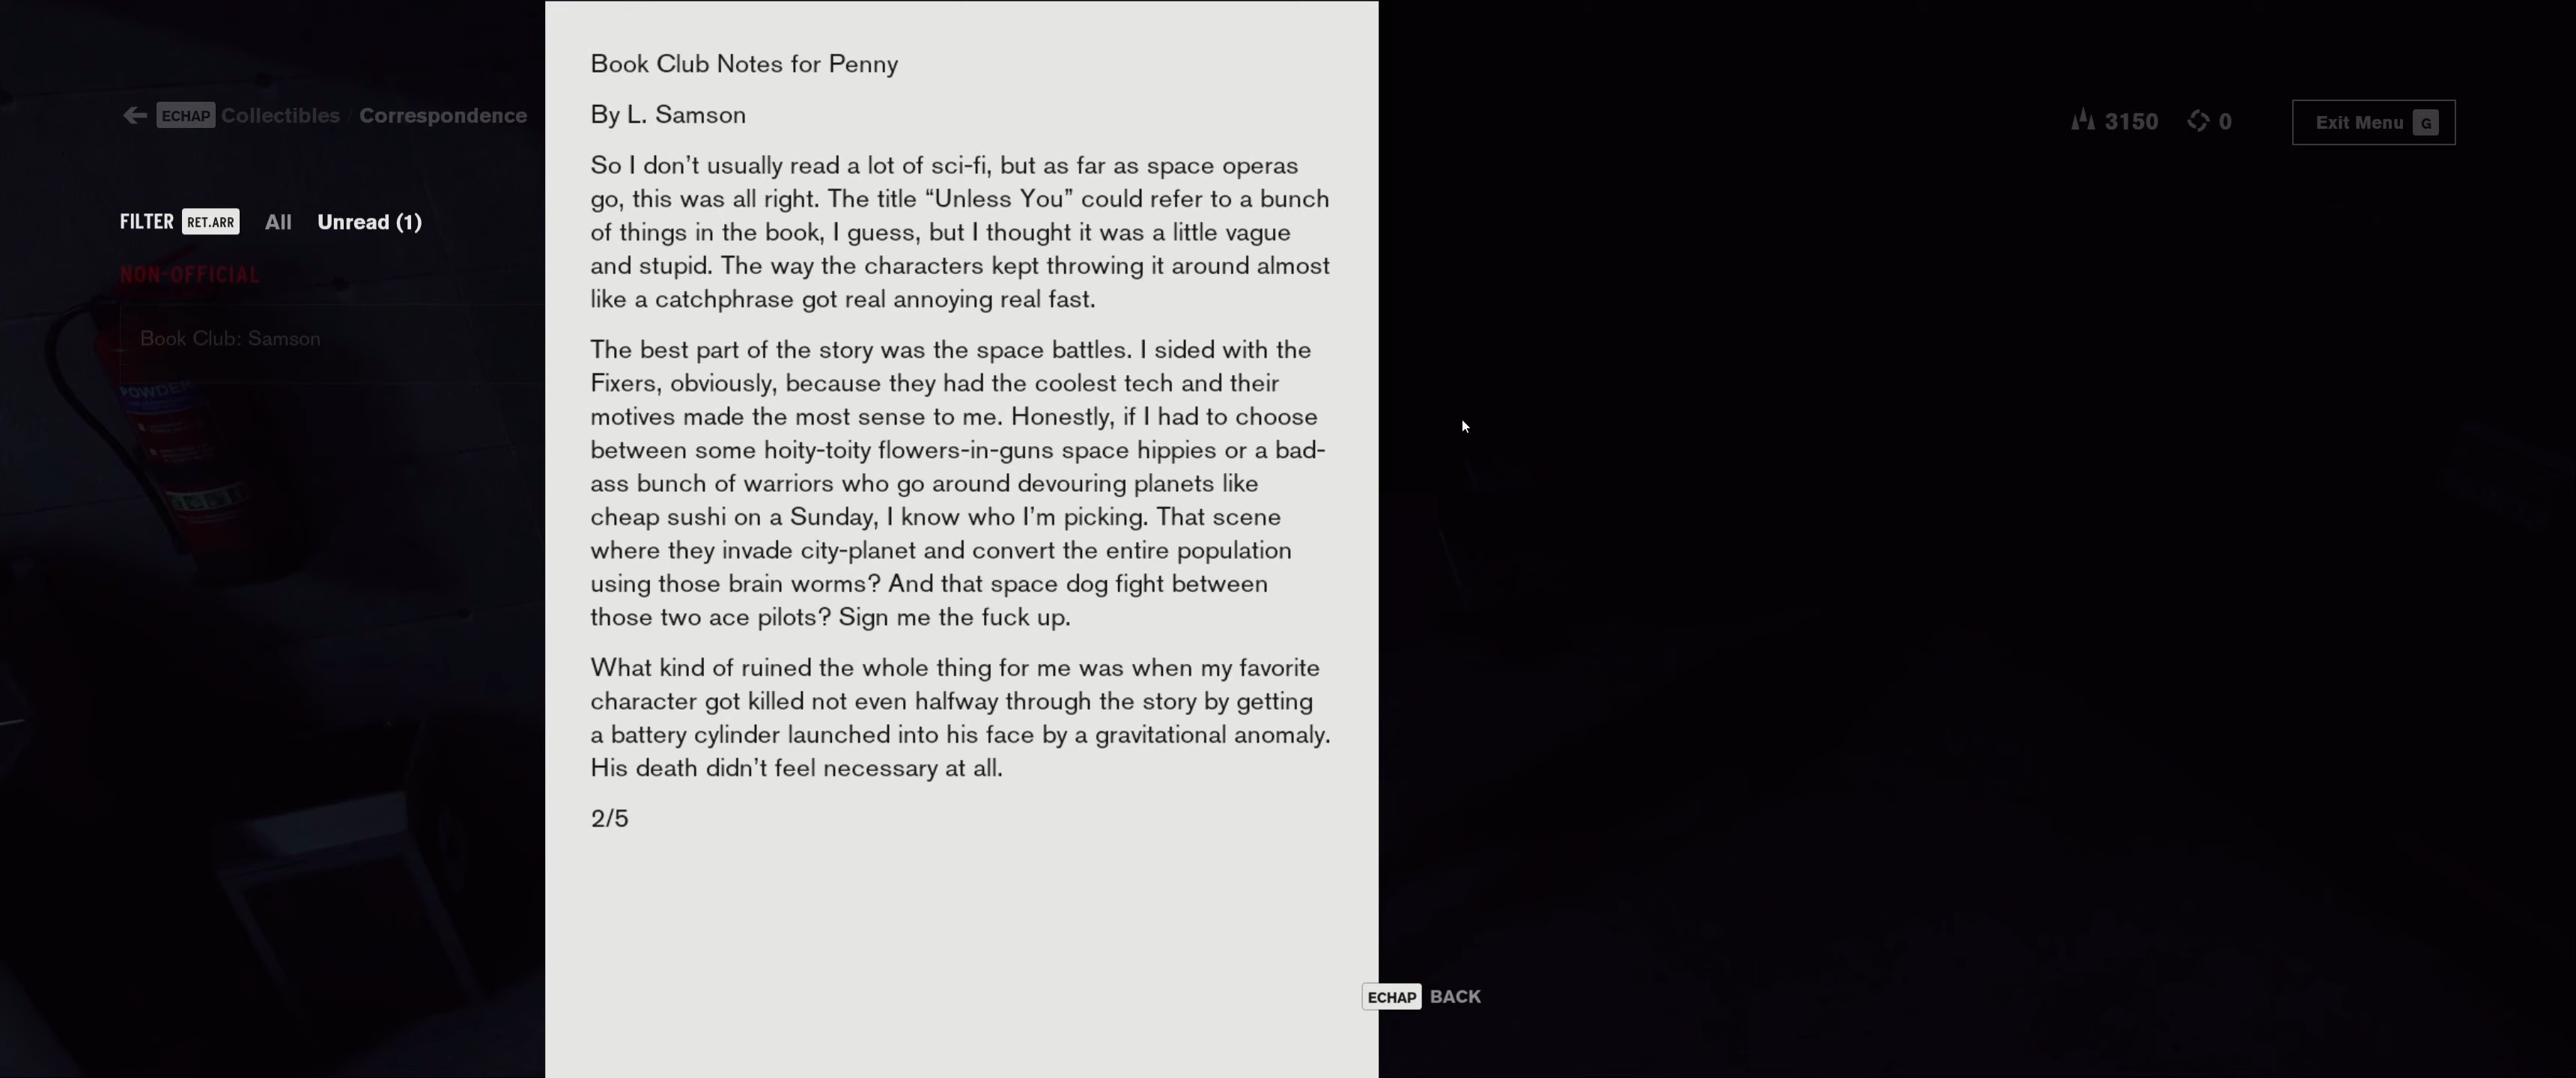 ← ECHAP Collectibles / Correspondence
3150 0 Exit Menu G
FILTER RET.ARR All Unread (1)
NON-OFFICIAL
Book Club: Samson
POWDER
Book Club Notes for Penny
By L. Samson
So I don’t usually read a lot of sci-fi, but as far as space operas
go, this was all right. The title “Unless You” could refer to a bunch
of things in the book, I guess, but I thought it was a little vague
and stupid. The way the characters kept throwing it around almost
like a catchphrase got real annoying real fast.
The best part of the story was the space battles. I sided with the
Fixers, obviously, because they had the coolest tech and their
motives made the most sense to me. Honestly, if I had to choose
between some hoity-toity flowers-in-guns space hippies or a bad-
ass bunch of warriors who go around devouring planets like
cheap sushi on a Sunday, I know who I’m picking. That scene
where they invade city-planet and convert the entire population
using those brain worms? And that space dog fight between
those two ace pilots? Sign me the fuck up.
What kind of ruined the whole thing for me was when my favorite
character got killed not even halfway through the story by getting
a battery cylinder launched into his face by a gravitational anomaly.
His death didn’t feel necessary at all.
2/5
ECHAP BACK